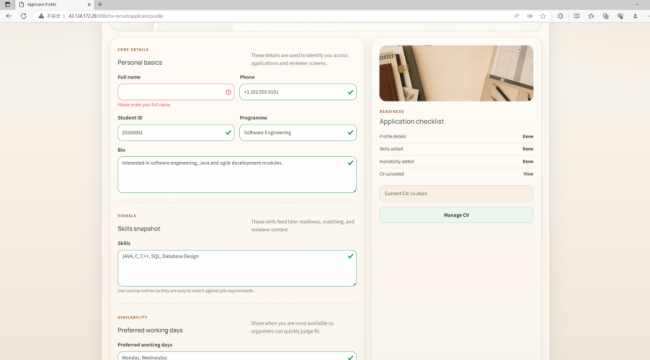 Applicant Profile
不安全
43.134.172.28:8080/ta-recruit/applicant/profile
CORE DETAILS
Personal basics
These details are used to identify you across
applications and reviewer screens.
Full name
Phone
+1 202 555 0101
Please enter your full name.
Student ID
Programme
20260001
Software Engineering
Bio
Interested in software engineering, Java and agile development modules.
SIGNALS
Skills snapshot
These skills feed later readiness, matching, and
reviewer context.
Skills
JAVA, C, C++, SQL, Database Design
Use concise entries so they are easy to match against job requirements.
AVAILABILITY
Preferred working days
Share when you are most available so
organisers can quickly judge fit.
Preferred working days
Monday, Wednesday
READINESS
Application checklist
Profile details Done
Skills added Done
Availability added Done
CV uploaded View
Current CV: cv.docx
Manage CV